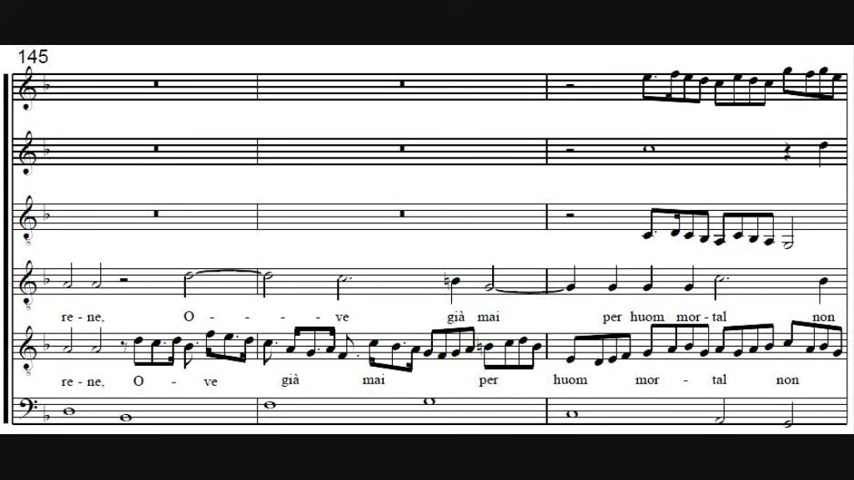 145
re - ne, O - - - ve già mai per huom mor - tal non
re - ne, O - ve già mai per huom mor - tal non